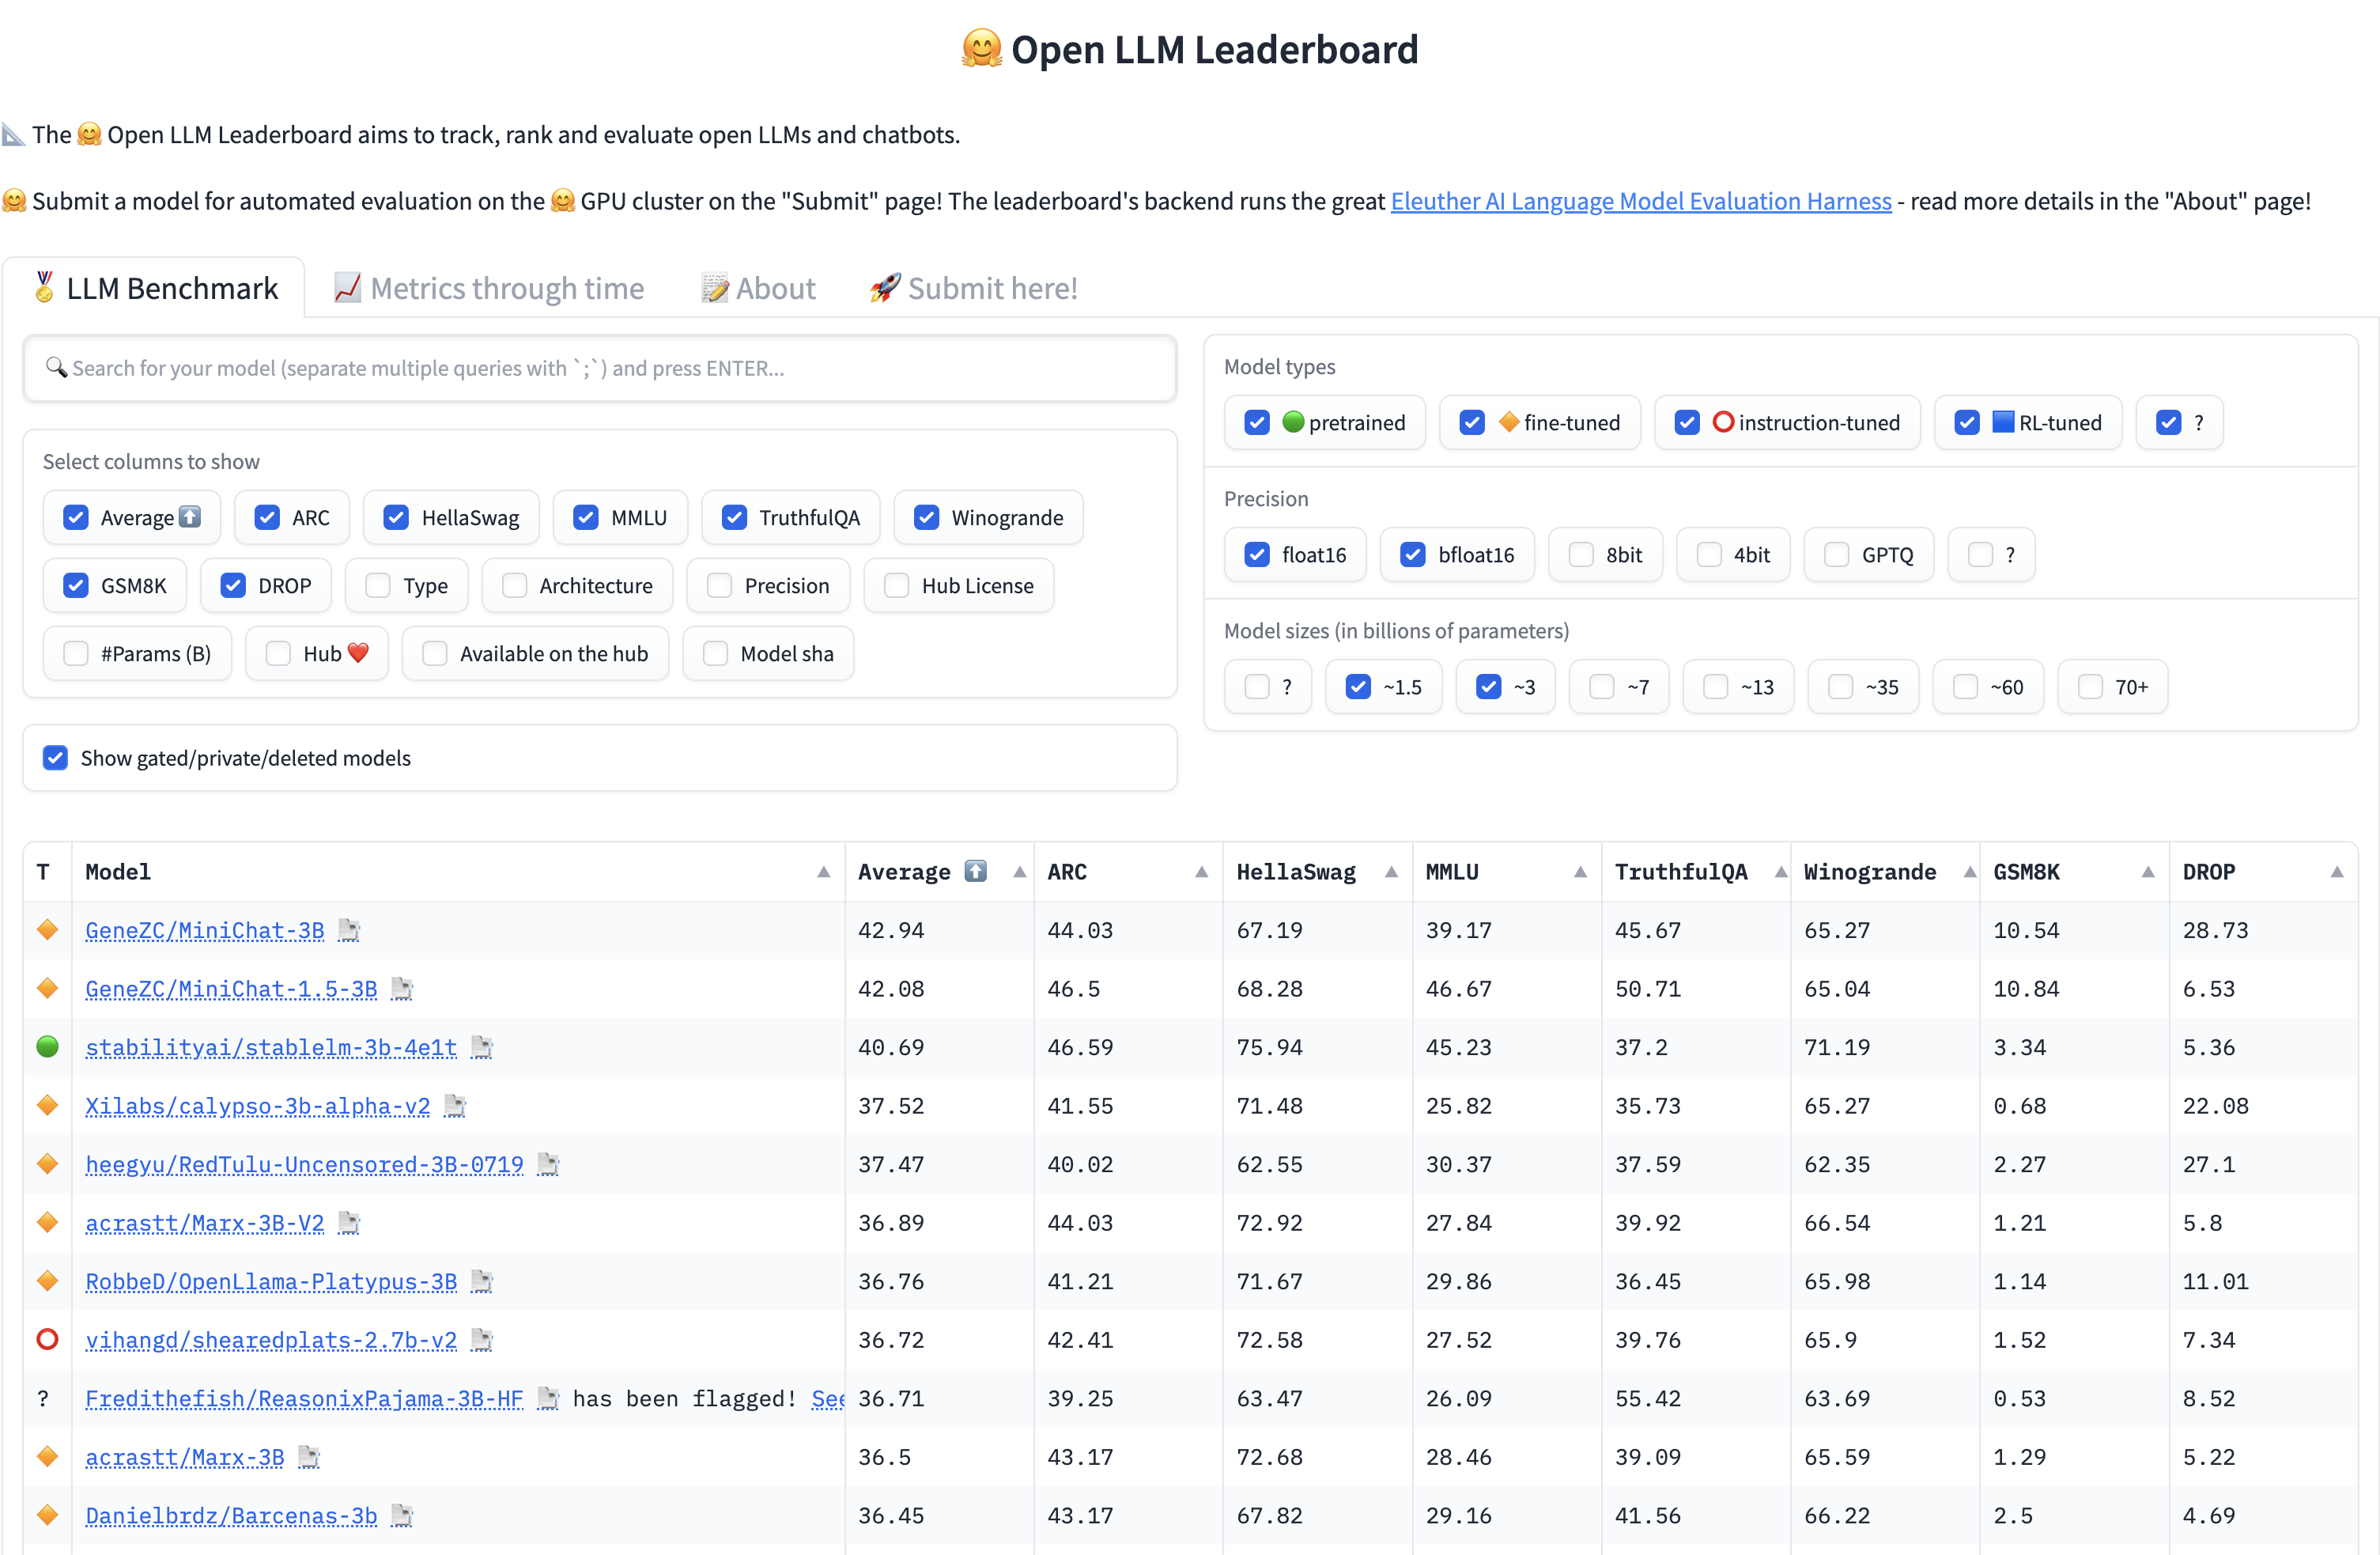 🤗 Open LLM Leaderboard
📐 The 🤗 Open LLM Leaderboard aims to track, rank and evaluate open LLMs and chatbots.
🤗 Submit a model for automated evaluation on the 🤗 GPU cluster on the "Submit" page! The leaderboard's backend runs the great Eleuther AI Language Model Evaluation Harness - read more details in the "About" page!
🏅 LLM Benchmark 📈 Metrics through time 📝 About 🚀 Submit here!
🔍 Search for your model (separate multiple queries with `;`) and press ENTER...
Select columns to show
Average ⬆️ ARC HellaSwag MMLU TruthfulQA Winogrande
GSM8K DROP Type Architecture Precision Hub License
#Params (B) Hub ❤️ Available on the hub Model sha
Show gated/private/deleted models
Model types
🟢 pretrained 🔶 fine-tuned ⭕ instruction-tuned 🟦 RL-tuned ?
Precision
float16 bfloat16 8bit 4bit GPTQ ?
Model sizes (in billions of parameters)
? ~1.5 ~3 ~7 ~13 ~35 ~60 70+
T Model Average ⬆️ ARC HellaSwag MMLU TruthfulQA Winogrande GSM8K DROP
🔶 GeneZC/MiniChat-3B 📑 42.94 44.03 67.19 39.17 45.67 65.27 10.54 28.73
🔶 GeneZC/MiniChat-1.5-3B 📑 42.08 46.5 68.28 46.67 50.71 65.04 10.84 6.53
🟢 stabilityai/stablelm-3b-4e1t 📑 40.69 46.59 75.94 45.23 37.2 71.19 3.34 5.36
🔶 Xilabs/calypso-3b-alpha-v2 📑 37.52 41.55 71.48 25.82 35.73 65.27 0.68 22.08
🔶 heegyu/RedTulu-Uncensored-3B-0719 📑 37.47 40.02 62.55 30.37 37.59 62.35 2.27 27.1
🔶 acrastt/Marx-3B-V2 📑 36.89 44.03 72.92 27.84 39.92 66.54 1.21 5.8
🔶 RobbeD/OpenLlama-Platypus-3B 📑 36.76 41.21 71.67 29.86 36.45 65.98 1.14 11.01
⭕ vihangd/shearedplats-2.7b-v2 📑 36.72 42.41 72.58 27.52 39.76 65.9 1.52 7.34
? Fredithefish/ReasonixPajama-3B-HF 📑 has been flagged! See 36.71 39.25 63.47 26.09 55.42 63.69 0.53 8.52
🔶 acrastt/Marx-3B 📑 36.5 43.17 72.68 28.46 39.09 65.59 1.29 5.22
🔶 Danielbrdz/Barcenas-3b 📑 36.45 43.17 67.82 29.16 41.56 66.22 2.5 4.69